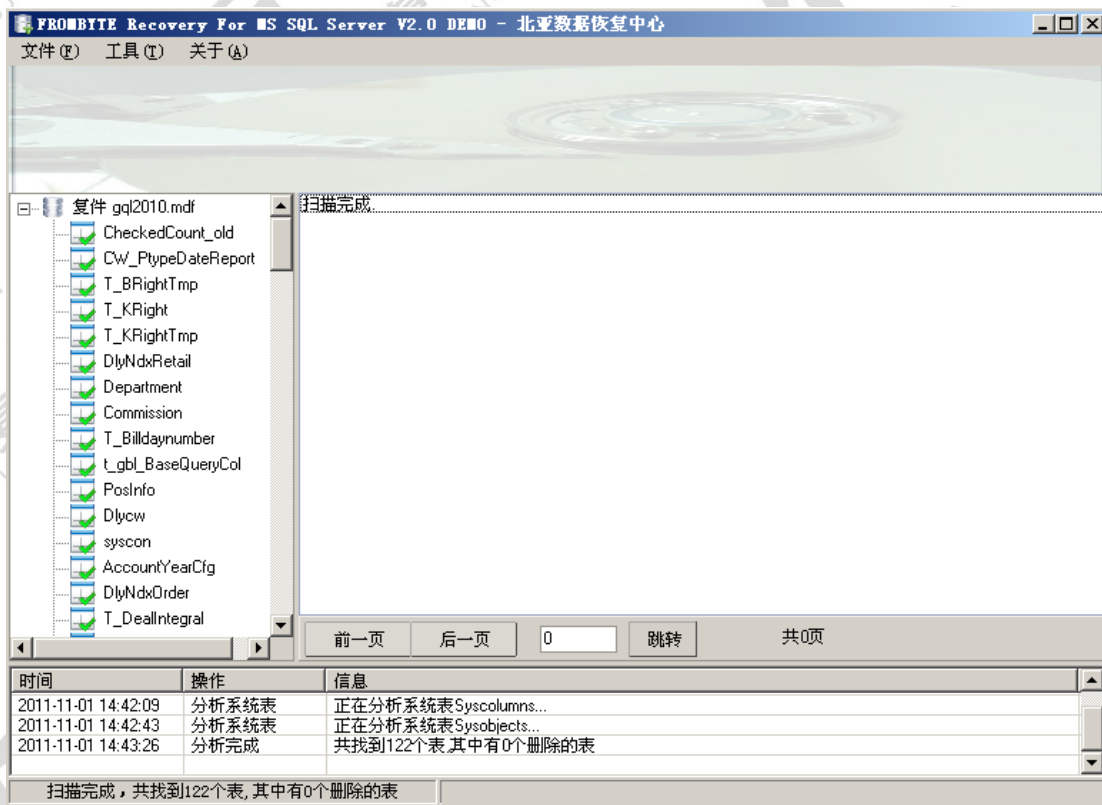 FROMBYTE Recovery For MS SQL Server V2.0 DEMO - 北亚数据恢复中心
文件(F) 工具(T) 关于(A)
复件 gql2010.mdf
CheckedCount_old
CW_PtypeDateReport
T_BRightTmp
T_KRight
T_KRightTmp
DlyNdxRetail
Department
Commission
T_Billdaynumber
t_gbl_BaseQueryCol
PosInfo
Dlycw
syscon
AccountYearCfg
DlyNdxOrder
T_DealIntegral
扫描完成.
前一页 后一页 0 跳转 共0页
时间 操作 信息
2011-11-01 14:42:09 分析系统表 正在分析系统表Syscolumns...
2011-11-01 14:42:43 分析系统表 正在分析系统表Sysobjects...
2011-11-01 14:43:26 分析完成 共找到122个表,其中有0个删除的表
扫描完成，共找到122个表, 其中有0个删除的表